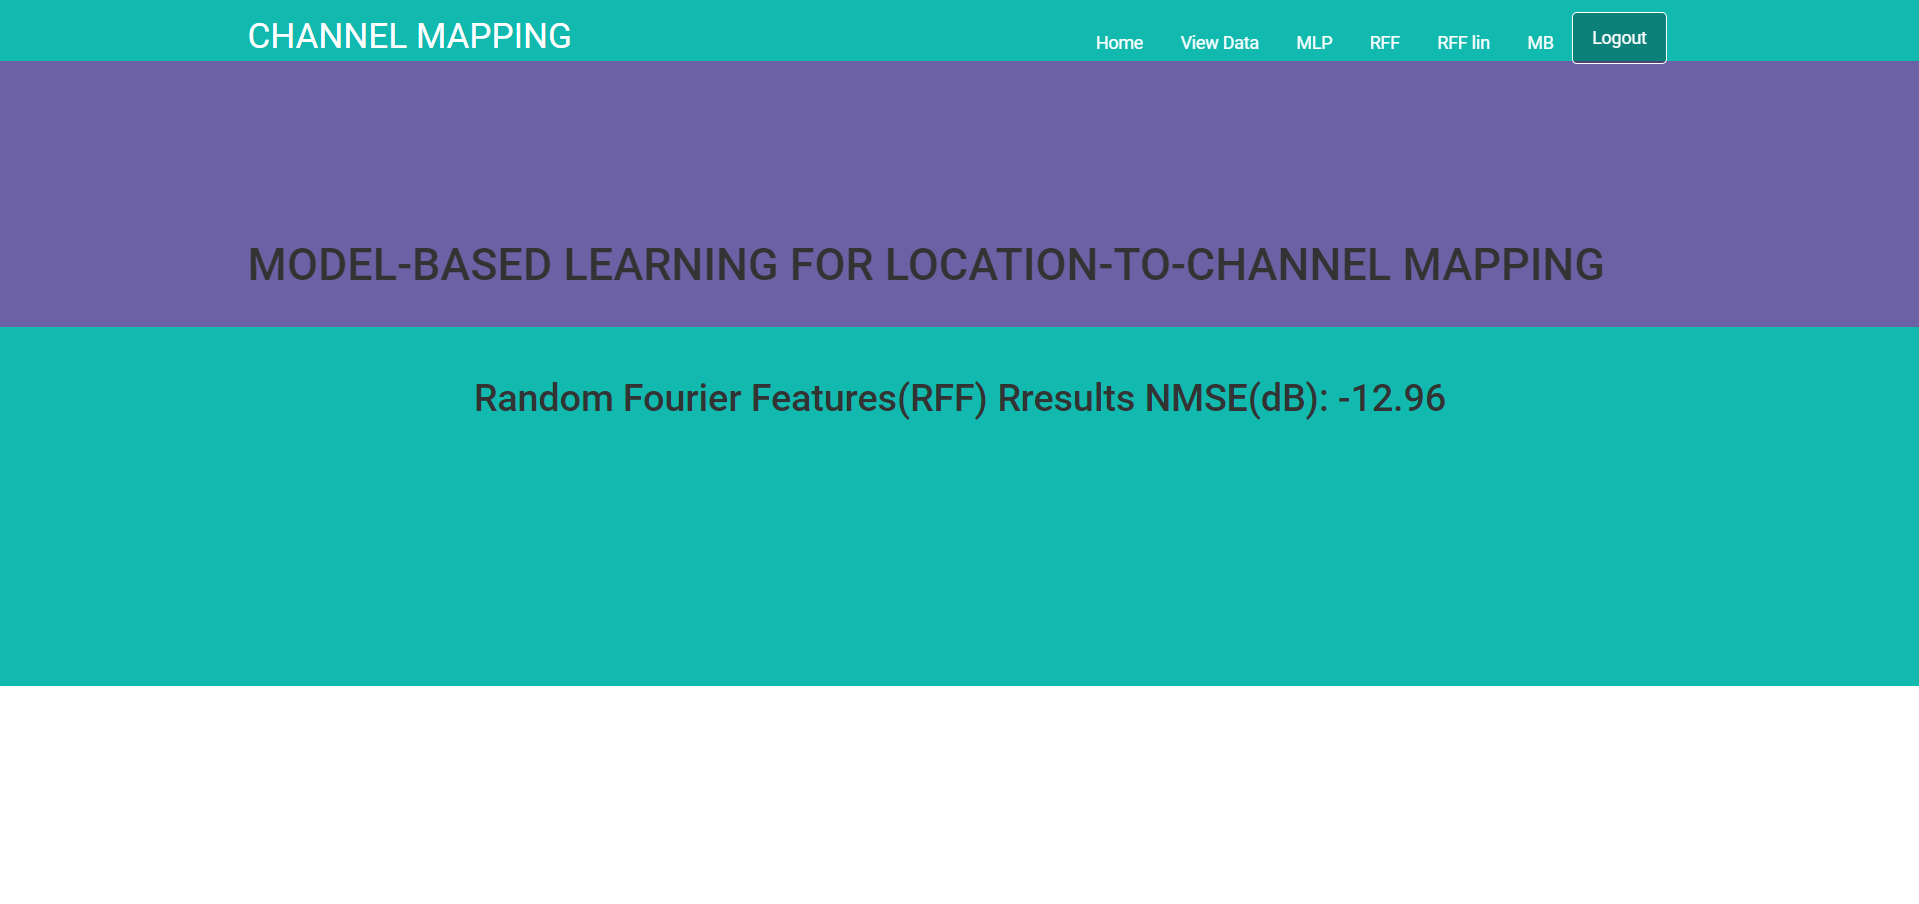 CHANNEL MAPPING
Home View Data MLP RFF RFF lin MB Logout
MODEL-BASED LEARNING FOR LOCATION-TO-CHANNEL MAPPING
Random Fourier Features(RFF) Rresults NMSE(dB): -12.96